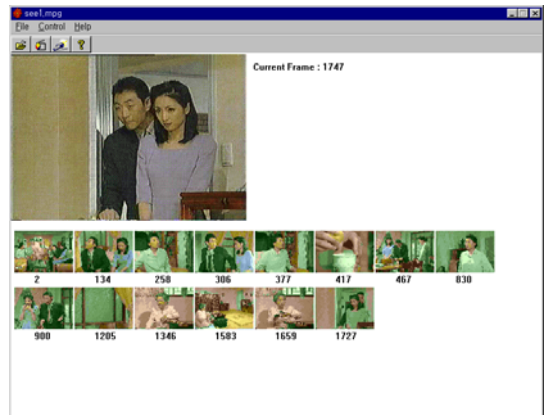 see1.mpg
File Control Help
Current Frame : 1747
2 134 258 306 377 417 467 830
900 1205 1346 1583 1659 1727